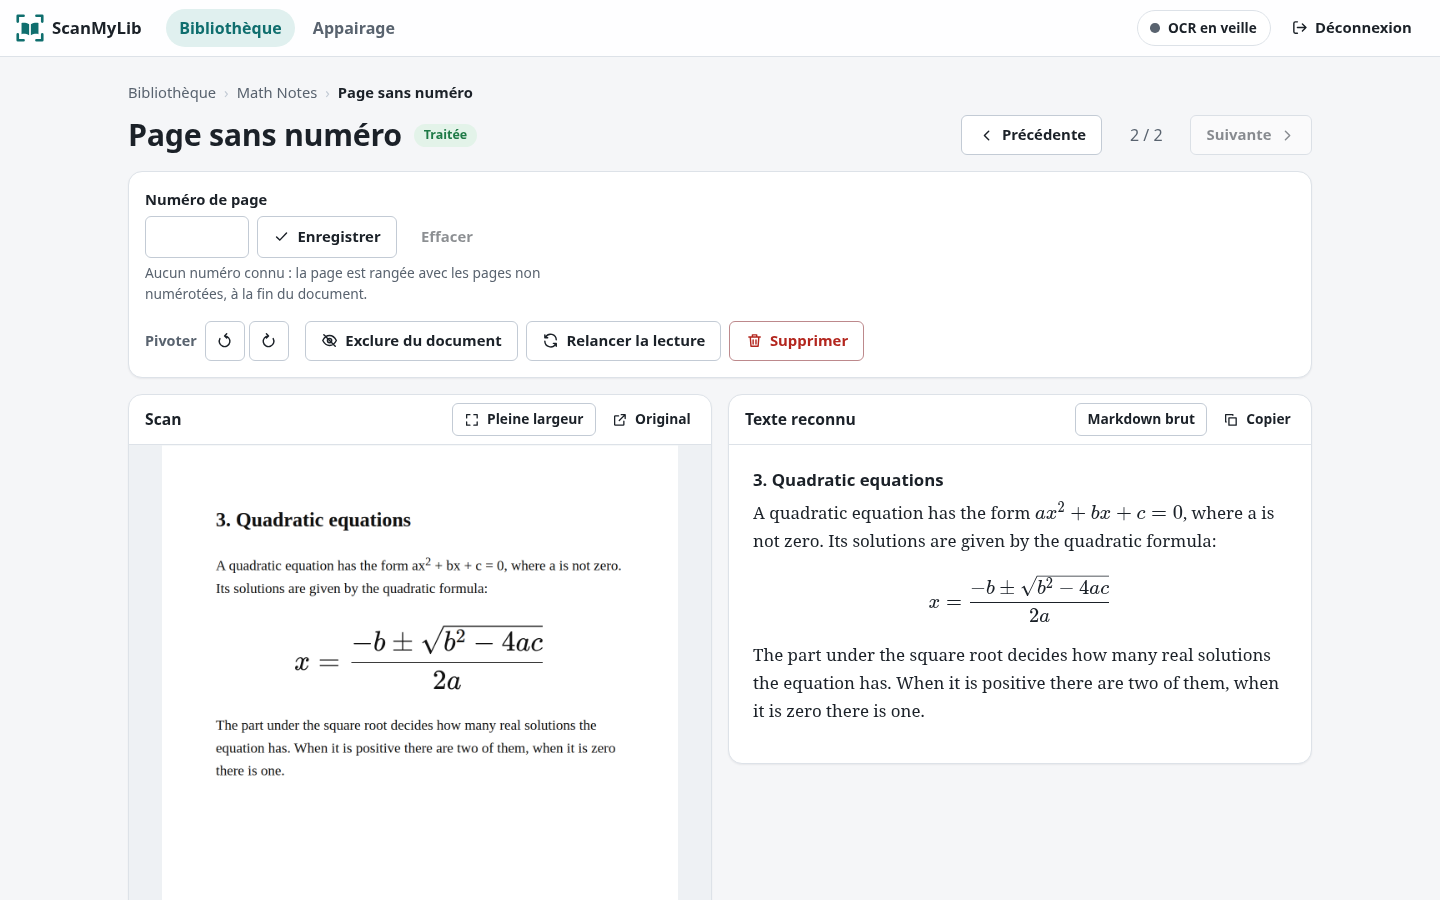 ScanMyLib
Bibliothèque
Appairage
OCR en veille
Déconnexion
Bibliothèque › Math Notes › Page sans numéro
Page sans numéro
Traitée
Précédente
2 / 2
Suivante
Numéro de page
Enregistrer
Effacer
Aucun numéro connu : la page est rangée avec les pages non
numérotées, à la fin du document.
Pivoter
Exclure du document
Relancer la lecture
Supprimer
Scan
Pleine largeur
Original
3. Quadratic equations
A quadratic equation has the form ax² + bx + c = 0, where a is not zero.
Its solutions are given by the quadratic formula:
x = (−b ± √(b² − 4ac)) / 2a
The part under the square root decides how many real solutions the
equation has. When it is positive there are two of them, when it is zero
there is one.
Texte reconnu
Markdown brut
Copier
3. Quadratic equations
A quadratic equation has the form ax² + bx + c = 0, where a is
not zero. Its solutions are given by the quadratic formula:
x = (−b ± √(b² − 4ac)) / 2a
The part under the square root decides how many real solutions
the equation has. When it is positive there are two of them, when
it is zero there is one.